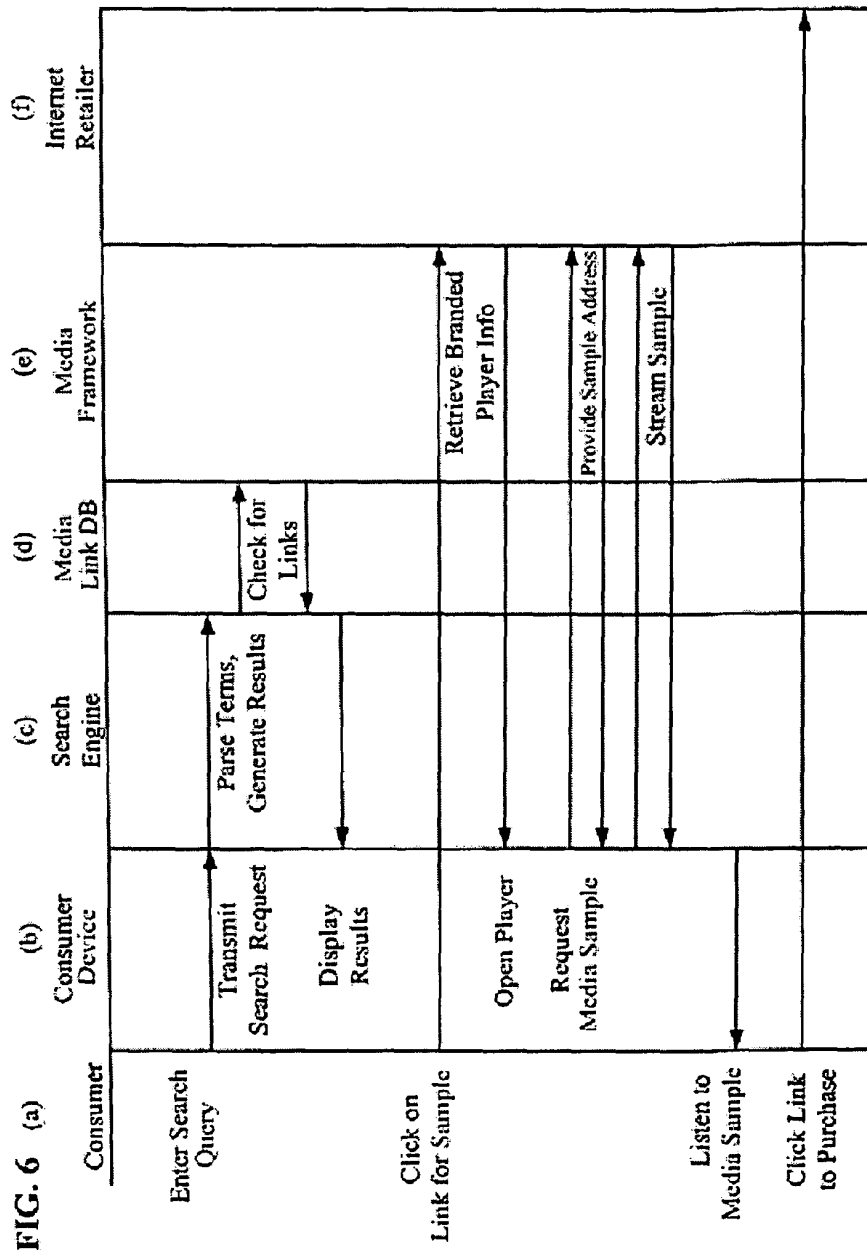 FIG. 6
(a)
Consumer
(b)
Consumer
Device
(c)
Search
Engine
(d)
Media
Link DB
(e)
Media
Framework
(f)
Internet
Retailer
Enter Search
Query
Transmit
Search Request
Parse Terms,
Generate Results
Check for
Links
Display
Results
Click on
Link for Sample
Retrieve Branded
Player Info
Open Player
Request
Media Sample
Provide Sample Address
Stream Sample
Listen to
Media Sample
Click Link
to Purchase